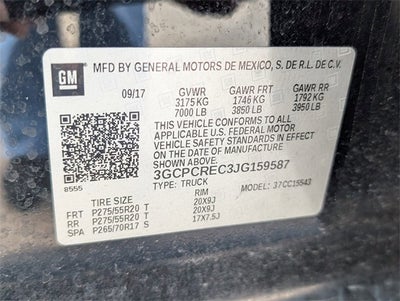 GM
MFD BY GENERAL MOTORS DE MEXICO, S. DE R.L. DE C.V.
09/17 GVWR GAWR FRT GAWR RR
3175 KG 1746 KG 1792 KG
7000 LB 3850 LB 3950 LB
THIS VEHICLE CONFORMS TO ALL APPLICABLE
U.S. FEDERAL MOTOR
VEHICLE SAFETY STANDARDS IN EFFECT ON THE
DATE OF MANUFACTURE
SHOWN ABOVE.
8555 3GCPCREC3JG159587
TYPE: TRUCK MODEL: 37CC15543
TIRE SIZE RIM
FRT P275/55R20 T 20X9J
RR P275/55R20 T 20X9J
SPA P265/70R17 S 17X7.5J